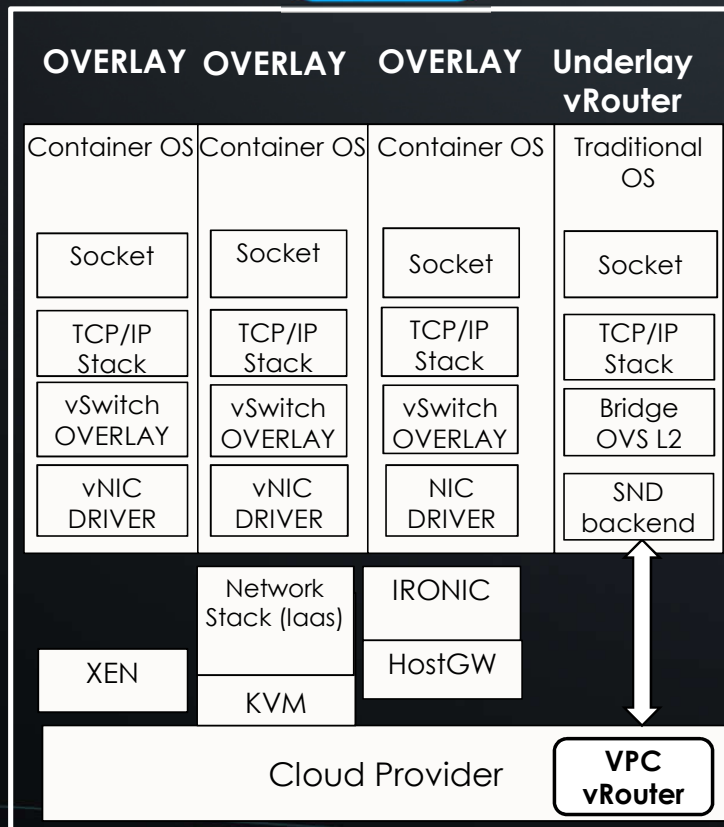 OVERLAY OVERLAY OVERLAY Underlay
vRouter
Container OS Container OS Container OS Traditional
OS
Socket Socket Socket Socket
TCP/IP TCP/IP TCP/IP TCP/IP
Stack Stack Stack Stack
vSwitch vSwitch vSwitch Bridge
OVERLAY OVERLAY OVERLAY OVS L2
vNIC vNIC NIC SND
DRIVER DRIVER DRIVER backend
Network IRONIC
Stack (Iaas)
XEN HostGW
KVM
Cloud Provider VPC
vRouter